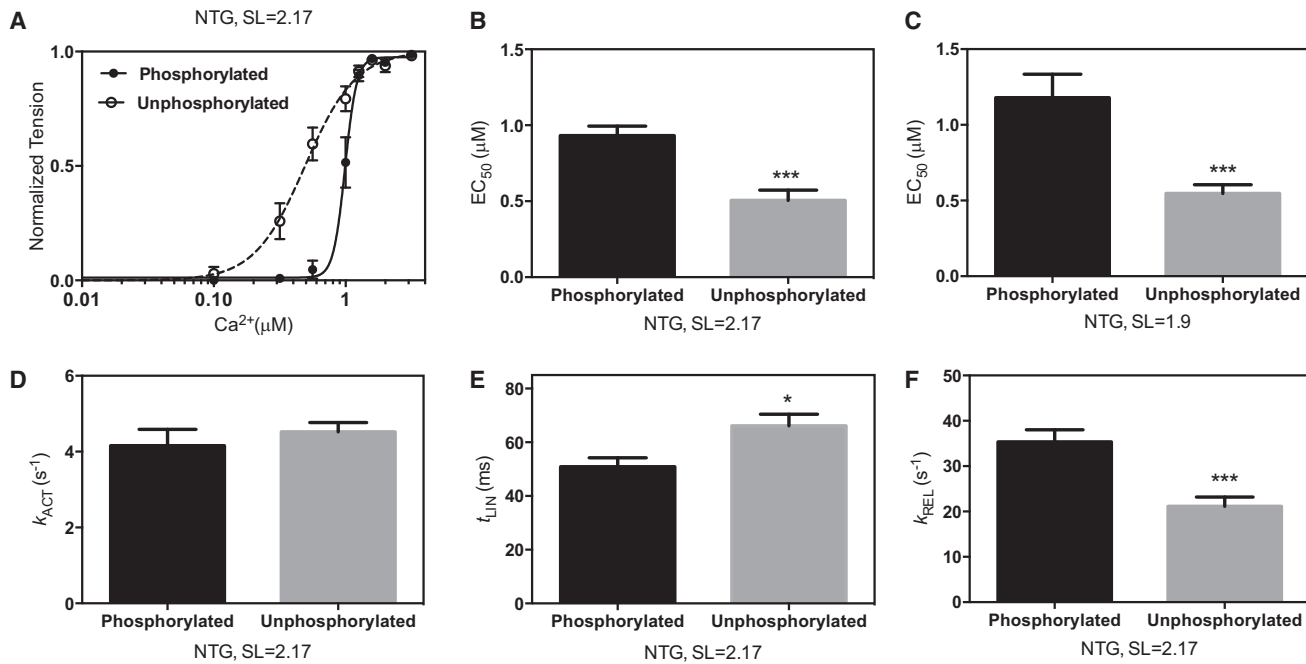 A
NTG, SL=2.17
Normalized Tension
1.0
0.5
0.0
Phosphorylated
Unphosphorylated
0.01
0.10
1
Ca²⁺(μM)
B
EC₅₀ (μM)
1.5
1.0
0.5
0.0
***
Phosphorylated
Unphosphorylated
NTG, SL=2.17
C
EC₅₀ (μM)
1.5
1.0
0.5
0.0
***
Phosphorylated
Unphosphorylated
NTG, SL=1.9
D
k_ACT (s⁻¹)
6
4
2
0
Phosphorylated
Unphosphorylated
NTG, SL=2.17
E
t_LIN (ms)
80
60
40
20
0
*
Phosphorylated
Unphosphorylated
NTG, SL=2.17
F
k_REL (s⁻¹)
50
40
30
20
10
0
***
Phosphorylated
Unphosphorylated
NTG, SL=2.17